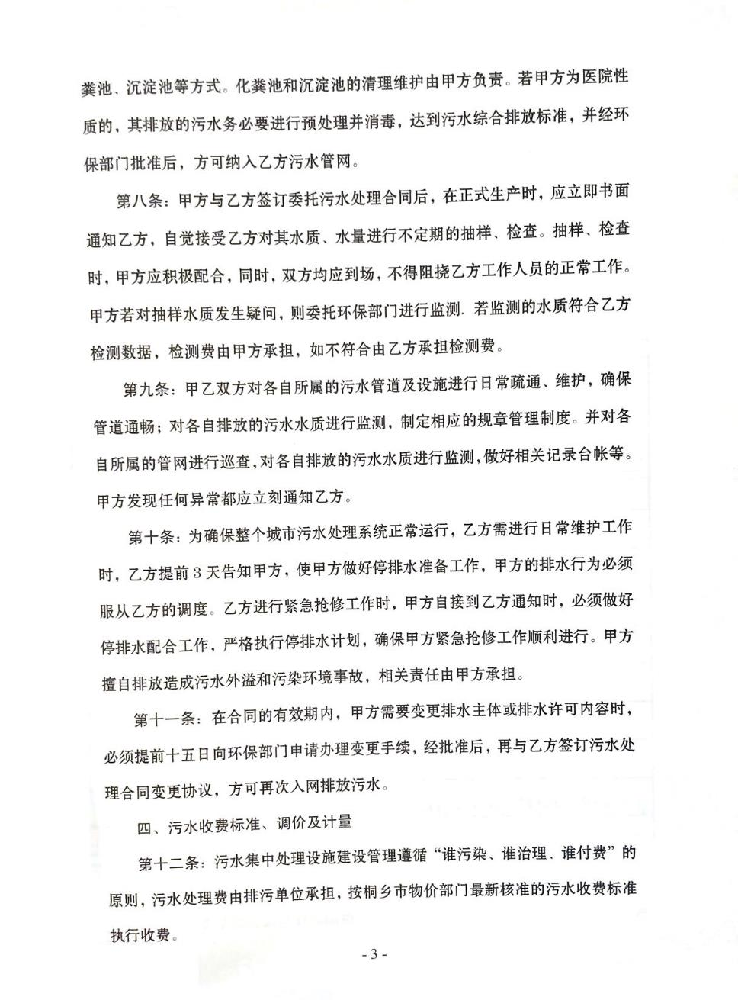 粪池、沉淀池等方式。化粪池和沉淀池的清理维护由甲方负责。若甲方为医院性
质的，其排放的污水务必要进行预处理并消毒，达到污水综合排放标准，并经环
保部门批准后，方可纳入乙方污水管网。
第八条：甲方与乙方签订委托污水处理合同后，在正式生产时，应立即书面
通知乙方，自觉接受乙方对其水质、水量进行不定期的抽样、检查。抽样、检查
时，甲方应积极配合，同时，双方均应到场，不得阻挠乙方工作人员的正常工作。
甲方若对抽样水质发生疑问，则委托环保部门进行监测. 若监测的水质符合乙方
检测数据，检测费由甲方承担，如不符合由乙方承担检测费。
第九条：甲乙双方对各自所属的污水管道及设施进行日常疏通、维护，确保
管道通畅；对各自排放的污水水质进行监测，制定相应的规章管理制度。并对各
自所属的管网进行巡查，对各自排放的污水水质进行监测，做好相关记录台帐等。
甲方发现任何异常都应立刻通知乙方。
第十条：为确保整个城市污水处理系统正常运行，乙方需进行日常维护工作
时，乙方提前 3 天告知甲方，使甲方做好停排水准备工作，甲方的排水行为必须
服从乙方的调度。乙方进行紧急抢修工作时，甲方自接到乙方通知时，必须做好
停排水配合工作，严格执行停排水计划，确保甲方紧急抢修工作顺利进行。甲方
擅自排放造成污水外溢和污染环境事故，相关责任由甲方承担。
第十一条：在合同的有效期内，甲方需要变更排水主体或排水许可内容时，
必须提前十五日向环保部门申请办理变更手续，经批准后，再与乙方签订污水处
理合同变更协议，方可再次入网排放污水。
四、污水收费标准、调价及计量
第十二条：污水集中处理设施建设管理遵循“谁污染、谁治理、谁付费”的
原则，污水处理费由排污单位承担，按桐乡市物价部门最新核准的污水收费标准
执行收费。
- 3 -